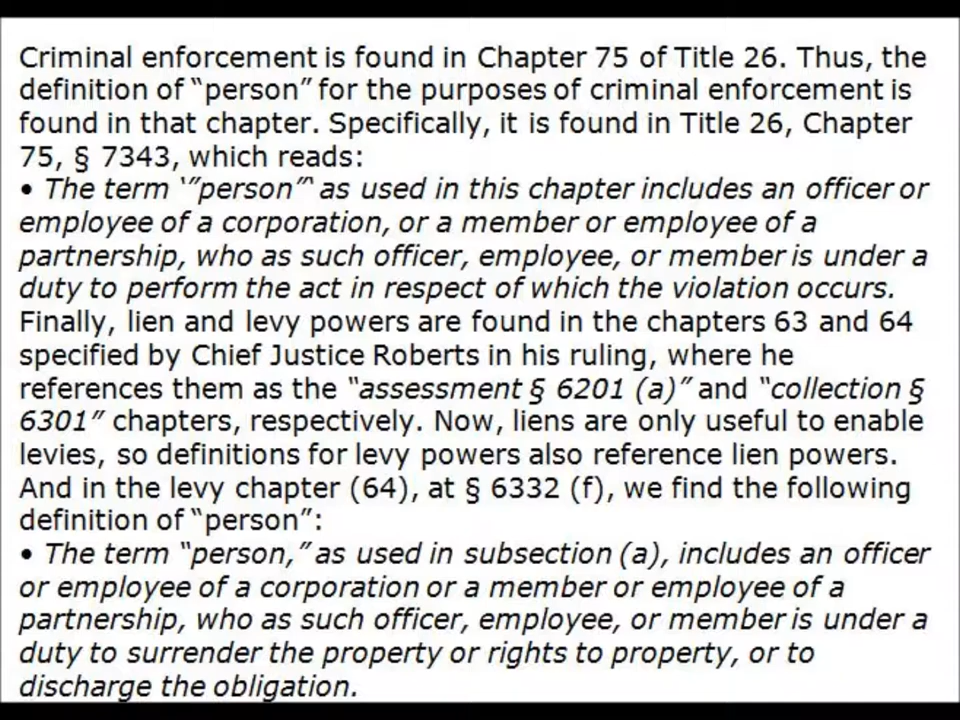 Criminal enforcement is found in Chapter 75 of Title 26. Thus, the
definition of “person” for the purposes of criminal enforcement is
found in that chapter. Specifically, it is found in Title 26, Chapter
75, § 7343, which reads:
• The term ‘”person”‘ as used in this chapter includes an officer or
employee of a corporation, or a member or employee of a
partnership, who as such officer, employee, or member is under a
duty to perform the act in respect of which the violation occurs.
Finally, lien and levy powers are found in the chapters 63 and 64
specified by Chief Justice Roberts in his ruling, where he
references them as the “assessment § 6201 (a)” and “collection §
6301” chapters, respectively. Now, liens are only useful to enable
levies, so definitions for levy powers also reference lien powers.
And in the levy chapter (64), at § 6332 (f), we find the following
definition of “person”:
• The term “person,” as used in subsection (a), includes an officer
or employee of a corporation or a member or employee of a
partnership, who as such officer, employee, or member is under a
duty to surrender the property or rights to property, or to
discharge the obligation.